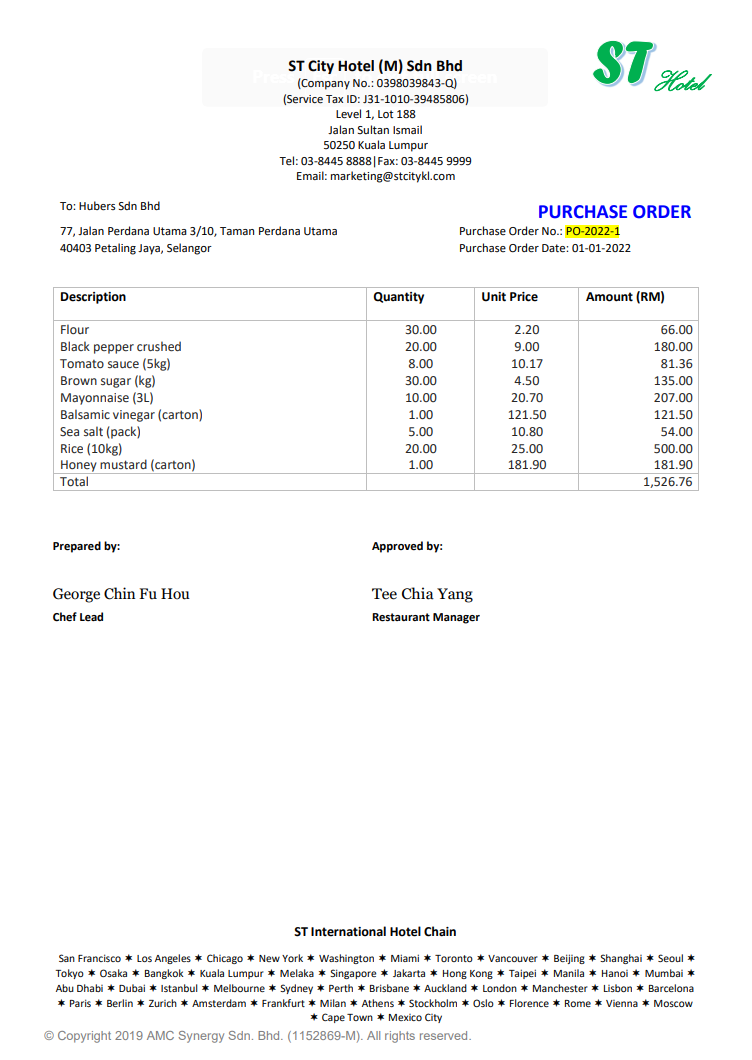 ST Hotel
ST City Hotel (M) Sdn Bhd
(Company No.: 0398039843-Q)
(Service Tax ID: J31-1010-39485806)
Level 1, Lot 188
Jalan Sultan Ismail
50250 Kuala Lumpur
Tel: 03-8445 8888|Fax: 03-8445 9999
Email: marketing@stcitykl.com
To: Hubers Sdn Bhd
PURCHASE ORDER
77, Jalan Perdana Utama 3/10, Taman Perdana Utama
Purchase Order No.: PO-2022-1
40403 Petaling Jaya, Selangor
Purchase Order Date: 01-01-2022
Description Quantity Unit Price Amount (RM)
Flour 30.00 2.20 66.00
Black pepper crushed 20.00 9.00 180.00
Tomato sauce (5kg) 8.00 10.17 81.36
Brown sugar (kg) 30.00 4.50 135.00
Mayonnaise (3L) 10.00 20.70 207.00
Balsamic vinegar (carton) 1.00 121.50 121.50
Sea salt (pack) 5.00 10.80 54.00
Rice (10kg) 20.00 25.00 500.00
Honey mustard (carton) 1.00 181.90 181.90
Total 1,526.76
Prepared by: Approved by:
George Chin Fu Hou Tee Chia Yang
Chef Lead Restaurant Manager
ST International Hotel Chain
San Francisco ✶ Los Angeles ✶ Chicago ✶ New York ✶ Washington ✶ Miami ✶ Toronto ✶ Vancouver ✶ Beijing ✶ Shanghai ✶ Seoul ✶
Tokyo ✶ Osaka ✶ Bangkok ✶ Kuala Lumpur ✶ Melaka ✶ Singapore ✶ Jakarta ✶ Hong Kong ✶ Taipei ✶ Manila ✶ Hanoi ✶ Mumbai ✶
Abu Dhabi ✶ Dubai ✶ Istanbul ✶ Melbourne ✶ Sydney ✶ Perth ✶ Brisbane ✶ Auckland ✶ London ✶ Manchester ✶ Lisbon ✶ Barcelona
✶ Paris ✶ Berlin ✶ Zurich ✶ Amsterdam ✶ Frankfurt ✶ Milan ✶ Athens ✶ Stockholm ✶ Oslo ✶ Florence ✶ Rome ✶ Vienna ✶ Moscow
✶ Cape Town ✶ Mexico City
© Copyright 2019 AMC Synergy Sdn. Bhd. (1152869-M). All rights reserved.